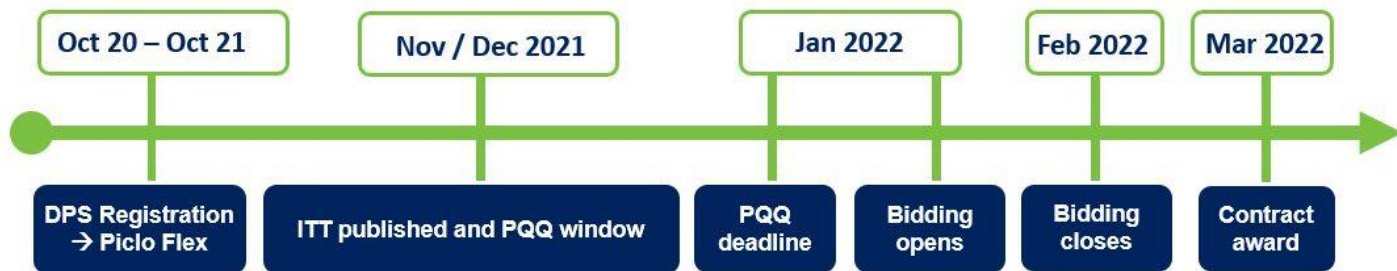 Oct 20 – Oct 21
Nov / Dec 2021
Jan 2022
Feb 2022
Mar 2022
DPS Registration
→ Piclo Flex
ITT published and PQQ window
PQQ
deadline
Bidding
opens
Bidding
closes
Contract
award